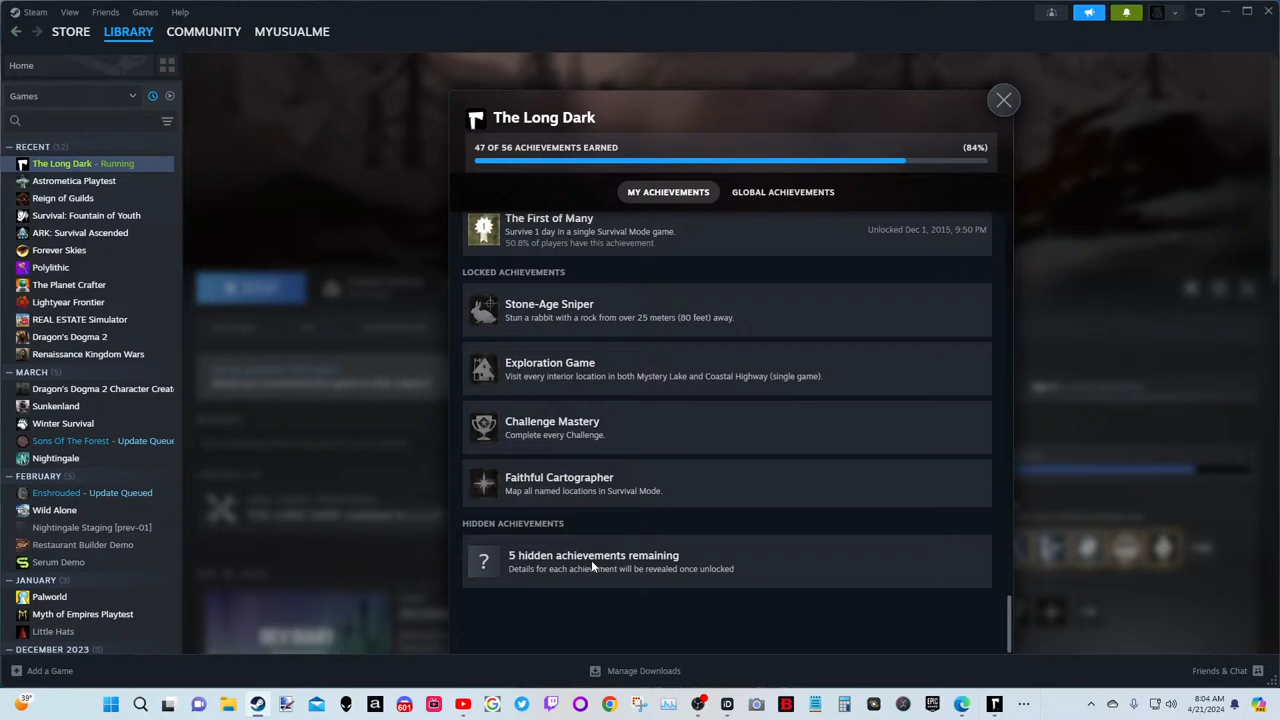 Steam View Friends Games Help
STORE LIBRARY COMMUNITY MYUSUALME
Home
Games
RECENT (12)
The Long Dark - Running
Astrometica Playtest
Reign of Guilds
Survival: Fountain of Youth
ARK: Survival Ascended
Forever Skies
Polylithic
The Planet Crafter
Lightyear Frontier
REAL ESTATE Simulator
Dragon's Dogma 2
Renaissance Kingdom Wars
MARCH (5)
Dragon's Dogma 2 Character Creat
Sunkenland
Winter Survival
Sons Of The Forest - Update Queued
Nightingale
FEBRUARY (5)
Enshrouded - Update Queued
Wild Alone
Nightingale Staging [prev-01]
Restaurant Builder Demo
Serum Demo
JANUARY (3)
Palworld
Myth of Empires Playtest
Little Hats
DECEMBER 2023 (8)
The Long Dark
47 OF 56 ACHIEVEMENTS EARNED (84%)
MY ACHIEVEMENTS GLOBAL ACHIEVEMENTS
The First of Many
Survive 1 day in a single Survival Mode game.
50.8% of players have this achievement
Unlocked Dec 1, 2015, 9:50 PM
LOCKED ACHIEVEMENTS
Stone-Age Sniper
Stun a rabbit with a rock from over 25 meters (80 feet) away.
Exploration Game
Visit every interior location in both Mystery Lake and Coastal Highway (single game).
Challenge Mastery
Complete every Challenge.
Faithful Cartographer
Map all named locations in Survival Mode.
HIDDEN ACHIEVEMENTS
?
5 hidden achievements remaining
Details for each achievement will be revealed once unlocked
Add a Game Manage Downloads Friends & Chat
39°
601
8:04 AM
4/21/2024